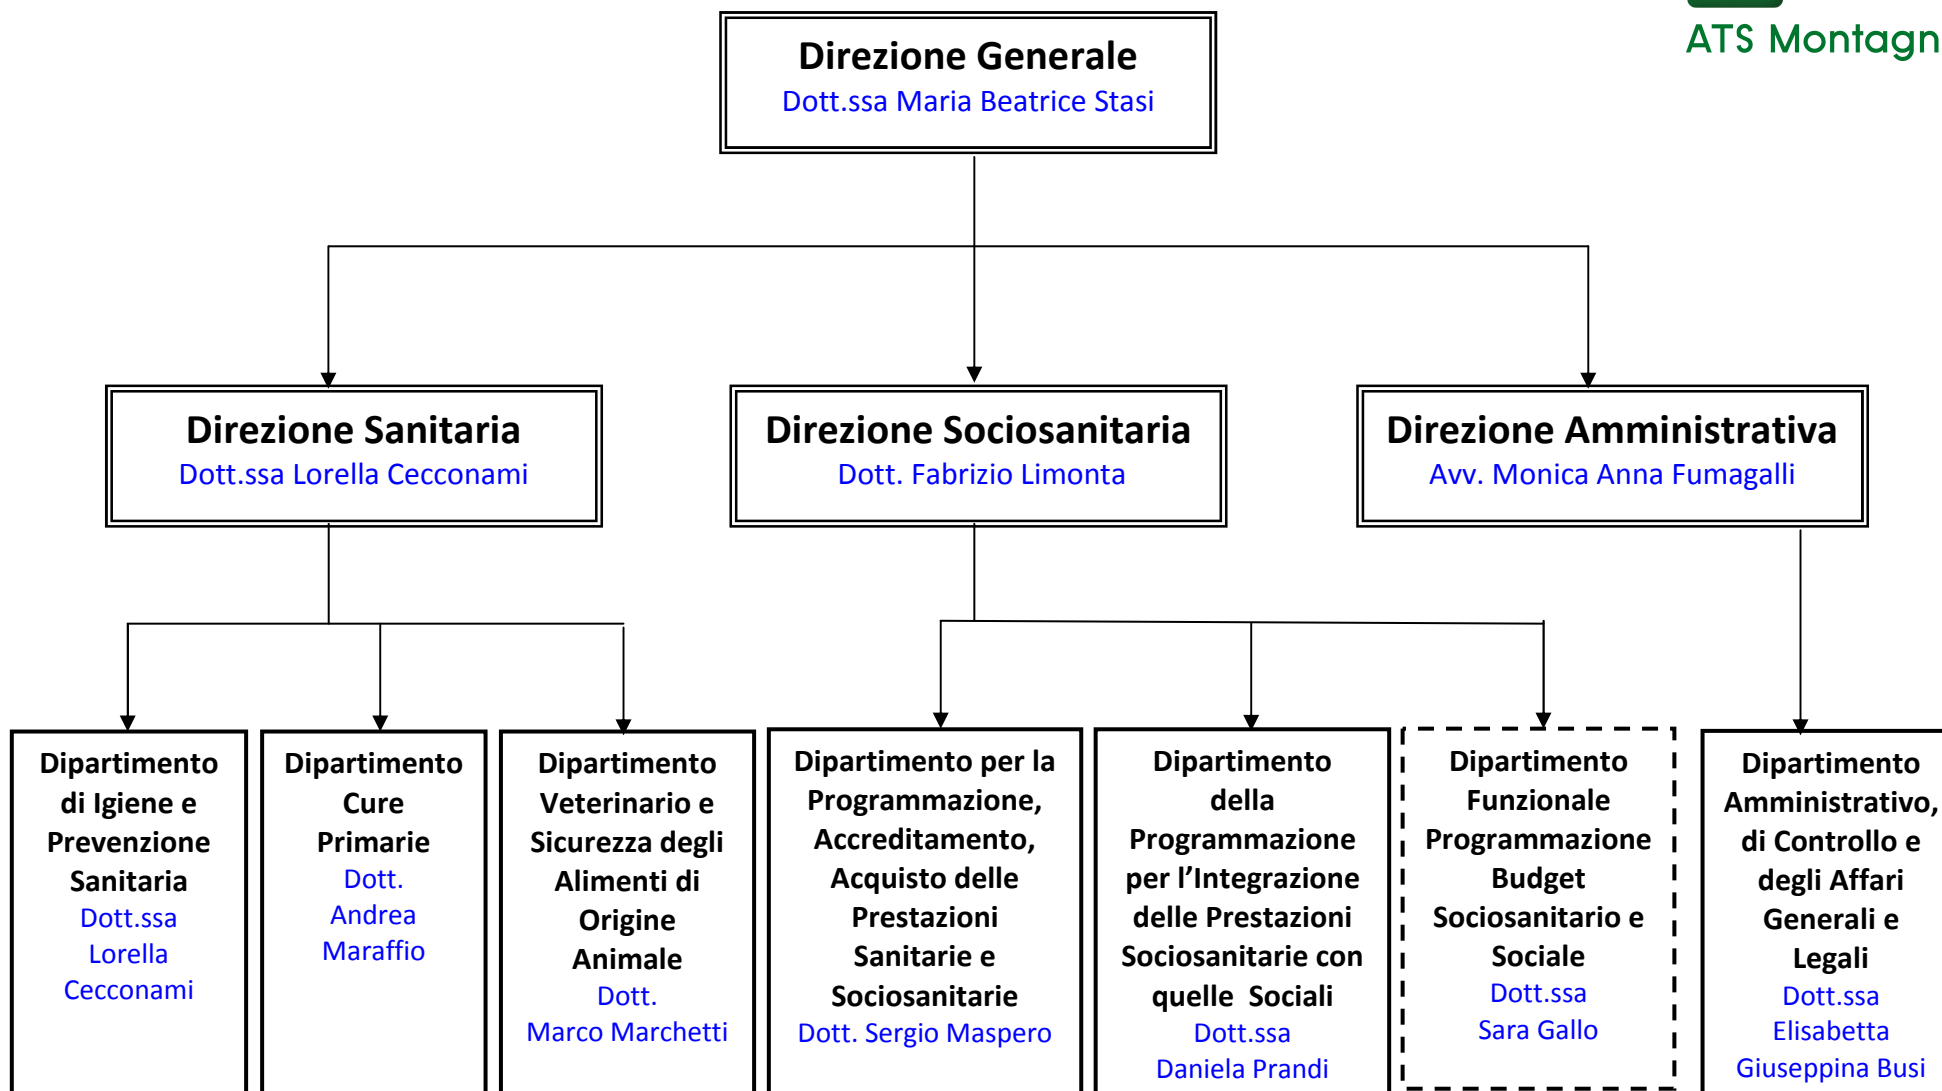 ATS Montagn
Direzione Generale
Dott.ssa Maria Beatrice Stasi
Direzione Sanitaria
Dott.ssa Lorella Cecconami
Direzione Sociosanitaria
Dott. Fabrizio Limonta
Direzione Amministrativa
Avv. Monica Anna Fumagalli
Dipartimento
di Igiene e
Prevenzione
Sanitaria
Dott.ssa
Lorella
Cecconami
Dipartimento
Cure
Primarie
Dott.
Andrea
Maraffio
Dipartimento
Veterinario e
Sicurezza degli
Alimenti di
Origine
Animale
Dott.
Marco Marchetti
Dipartimento per la
Programmazione,
Accreditamento,
Acquisto delle
Prestazioni
Sanitarie e
Sociosanitarie
Dott. Sergio Maspero
Dipartimento
della
Programmazione
per l’Integrazione
delle Prestazioni
Sociosanitarie con
quelle  Sociali
Dott.ssa
Daniela Prandi
Dipartimento
Funzionale
Programmazione
Budget
Sociosanitario e
Sociale
Dott.ssa
Sara Gallo
Dipartimento
Amministrativo,
di Controllo e
degli Affari
Generali e
Legali
Dott.ssa
Elisabetta
Giuseppina Busi